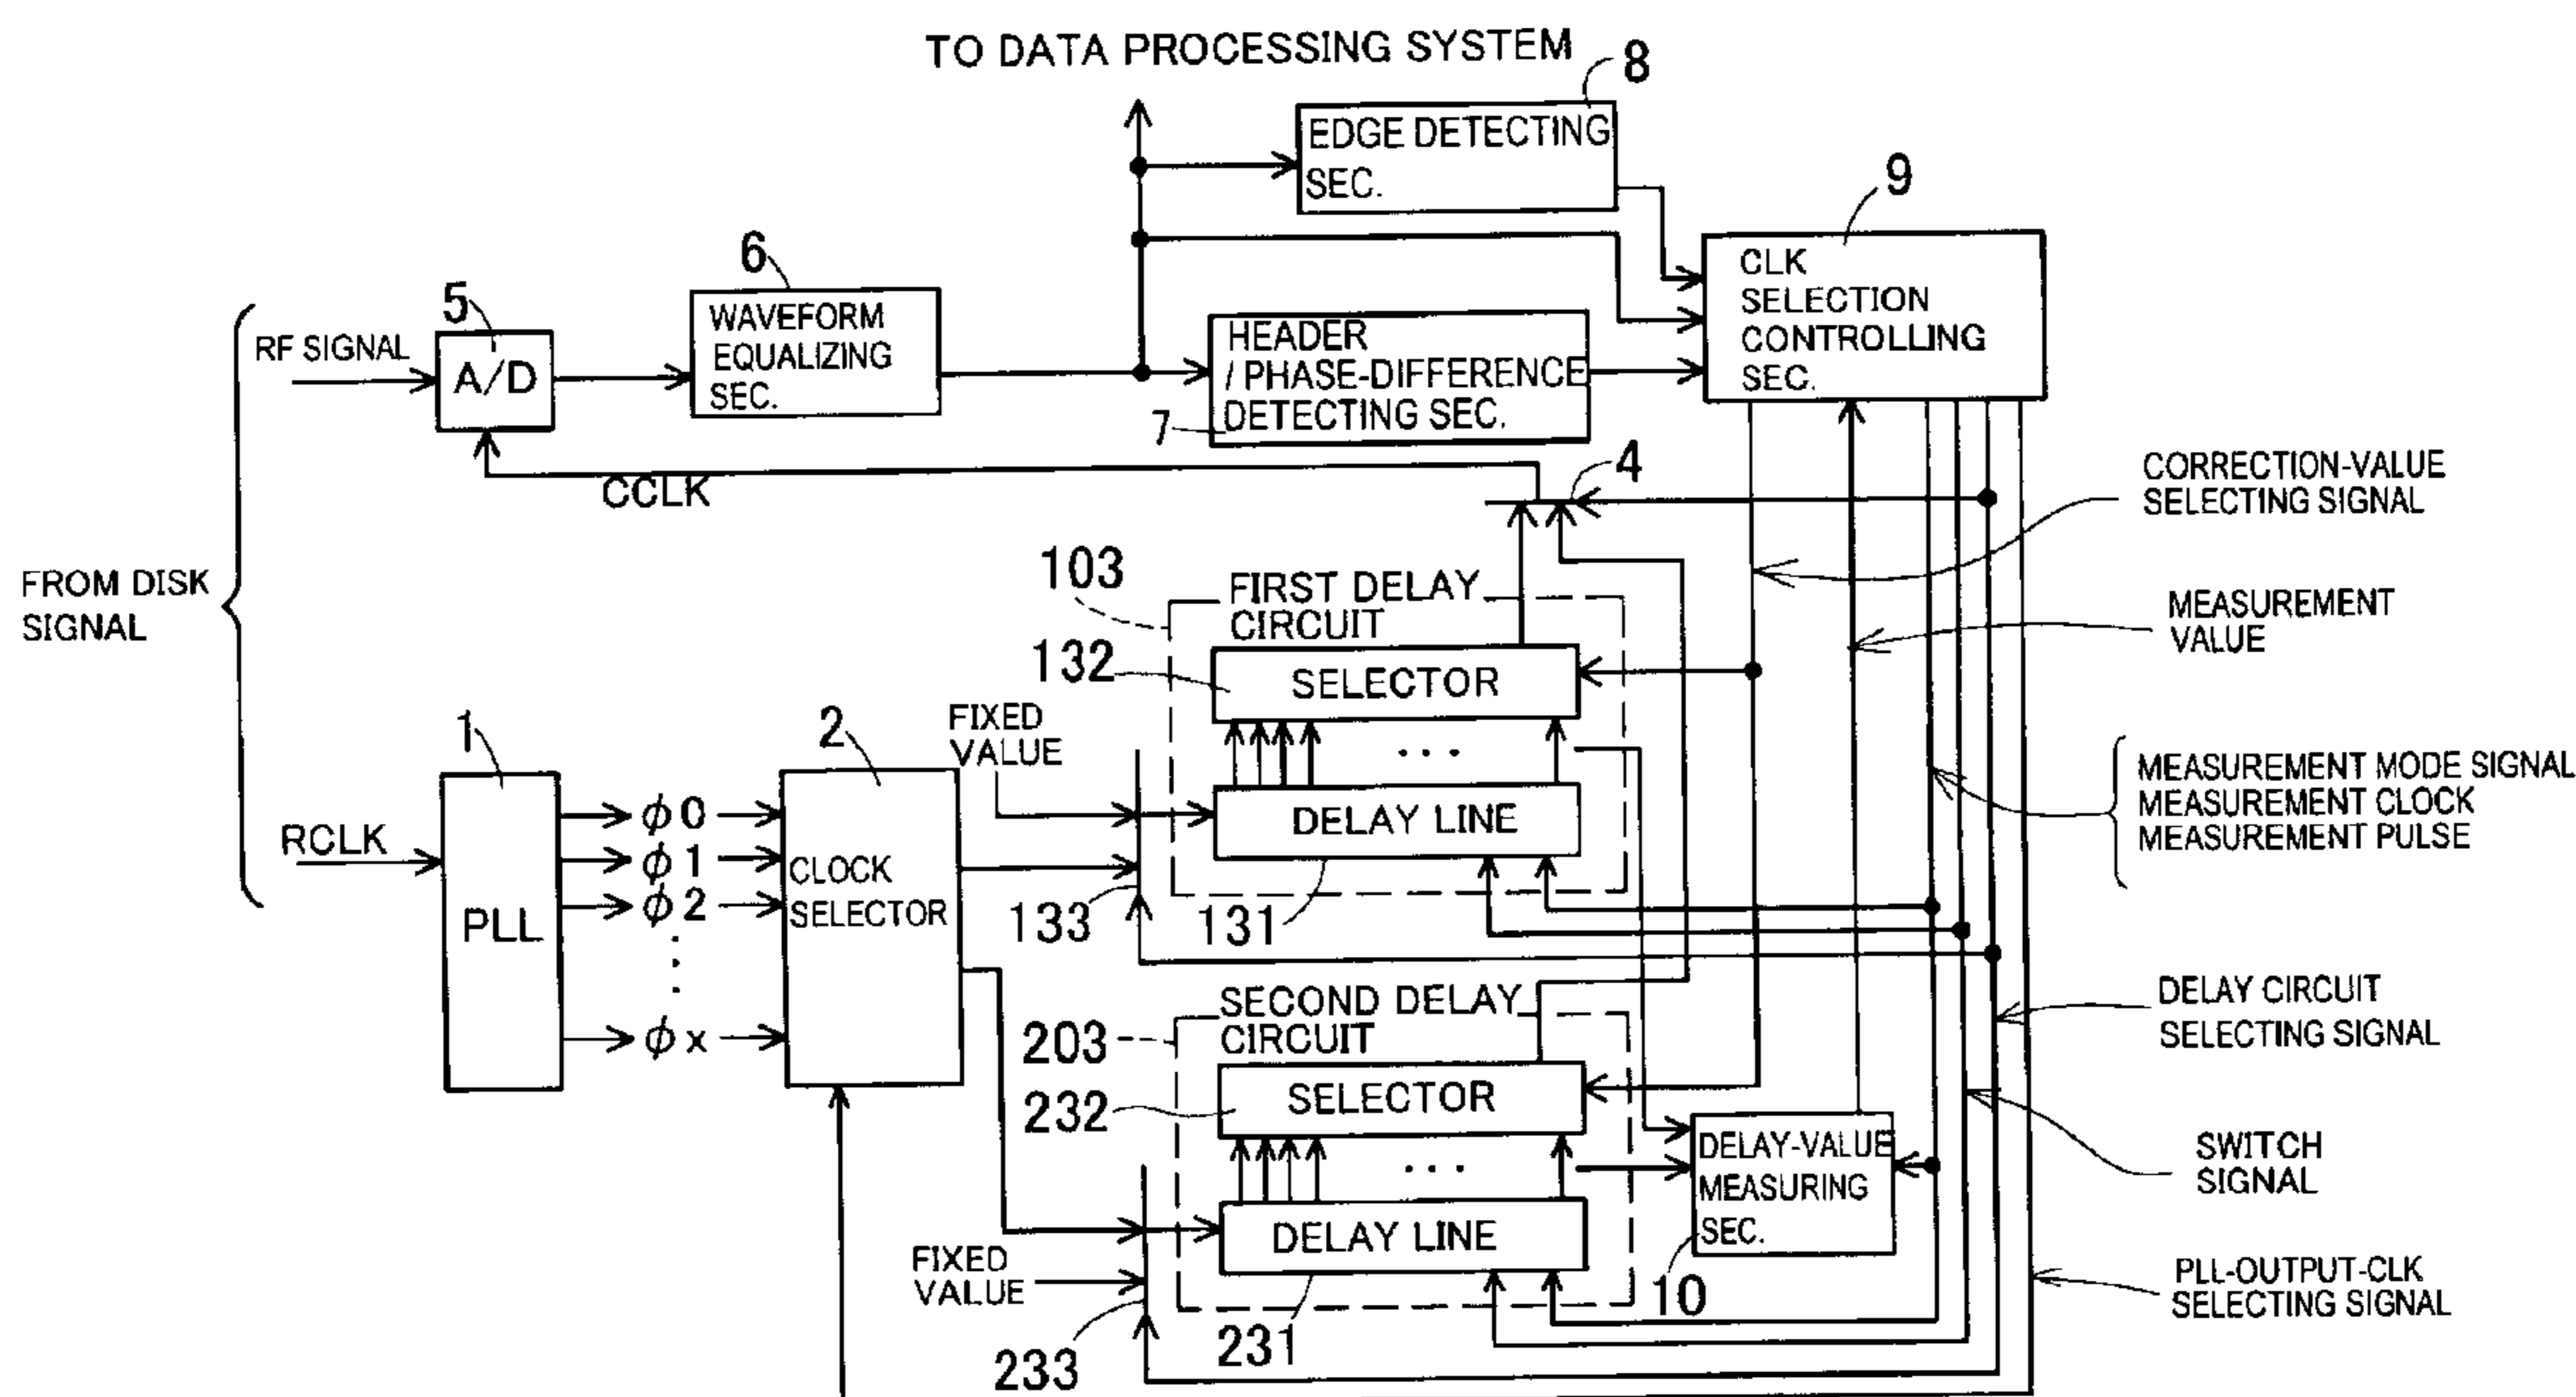 TO DATA PROCESSING SYSTEM
8
EDGE DETECTING
SEC.
9
CLK
SELECTION
CONTROLLING
SEC.
6
WAVEFORM
EQUALIZING
SEC.
5
A/D
RF SIGNAL
HEADER
/ PHASE-DIFFERENCE
DETECTING SEC.
7
CCLK
4
CORRECTION-VALUE
SELECTING SIGNAL
FROM DISK
SIGNAL
103
FIRST DELAY
CIRCUIT
MEASUREMENT
VALUE
132
SELECTOR
FIXED
VALUE
1
2
RCLK
PLL
φ0
φ1
φ2
φx
CLOCK
SELECTOR
...
DELAY LINE
133
131
MEASUREMENT MODE SIGNAL
MEASUREMENT CLOCK
MEASUREMENT PULSE
SECOND DELAY
CIRCUIT
203
DELAY CIRCUIT
SELECTING SIGNAL
232
SELECTOR
...
DELAY-VALUE
MEASURING
SEC.
SWITCH
SIGNAL
DELAY LINE
FIXED
VALUE
10
233
231
PLL-OUTPUT-CLK
SELECTING SIGNAL